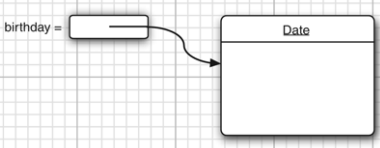 birthday =
Date